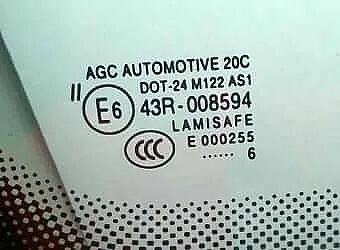 AGC AUTOMOTIVE 20C
DOT-24 M122 AS1
II E6 43R-008594
LAMISAFE
CCC E 000255
...... 6